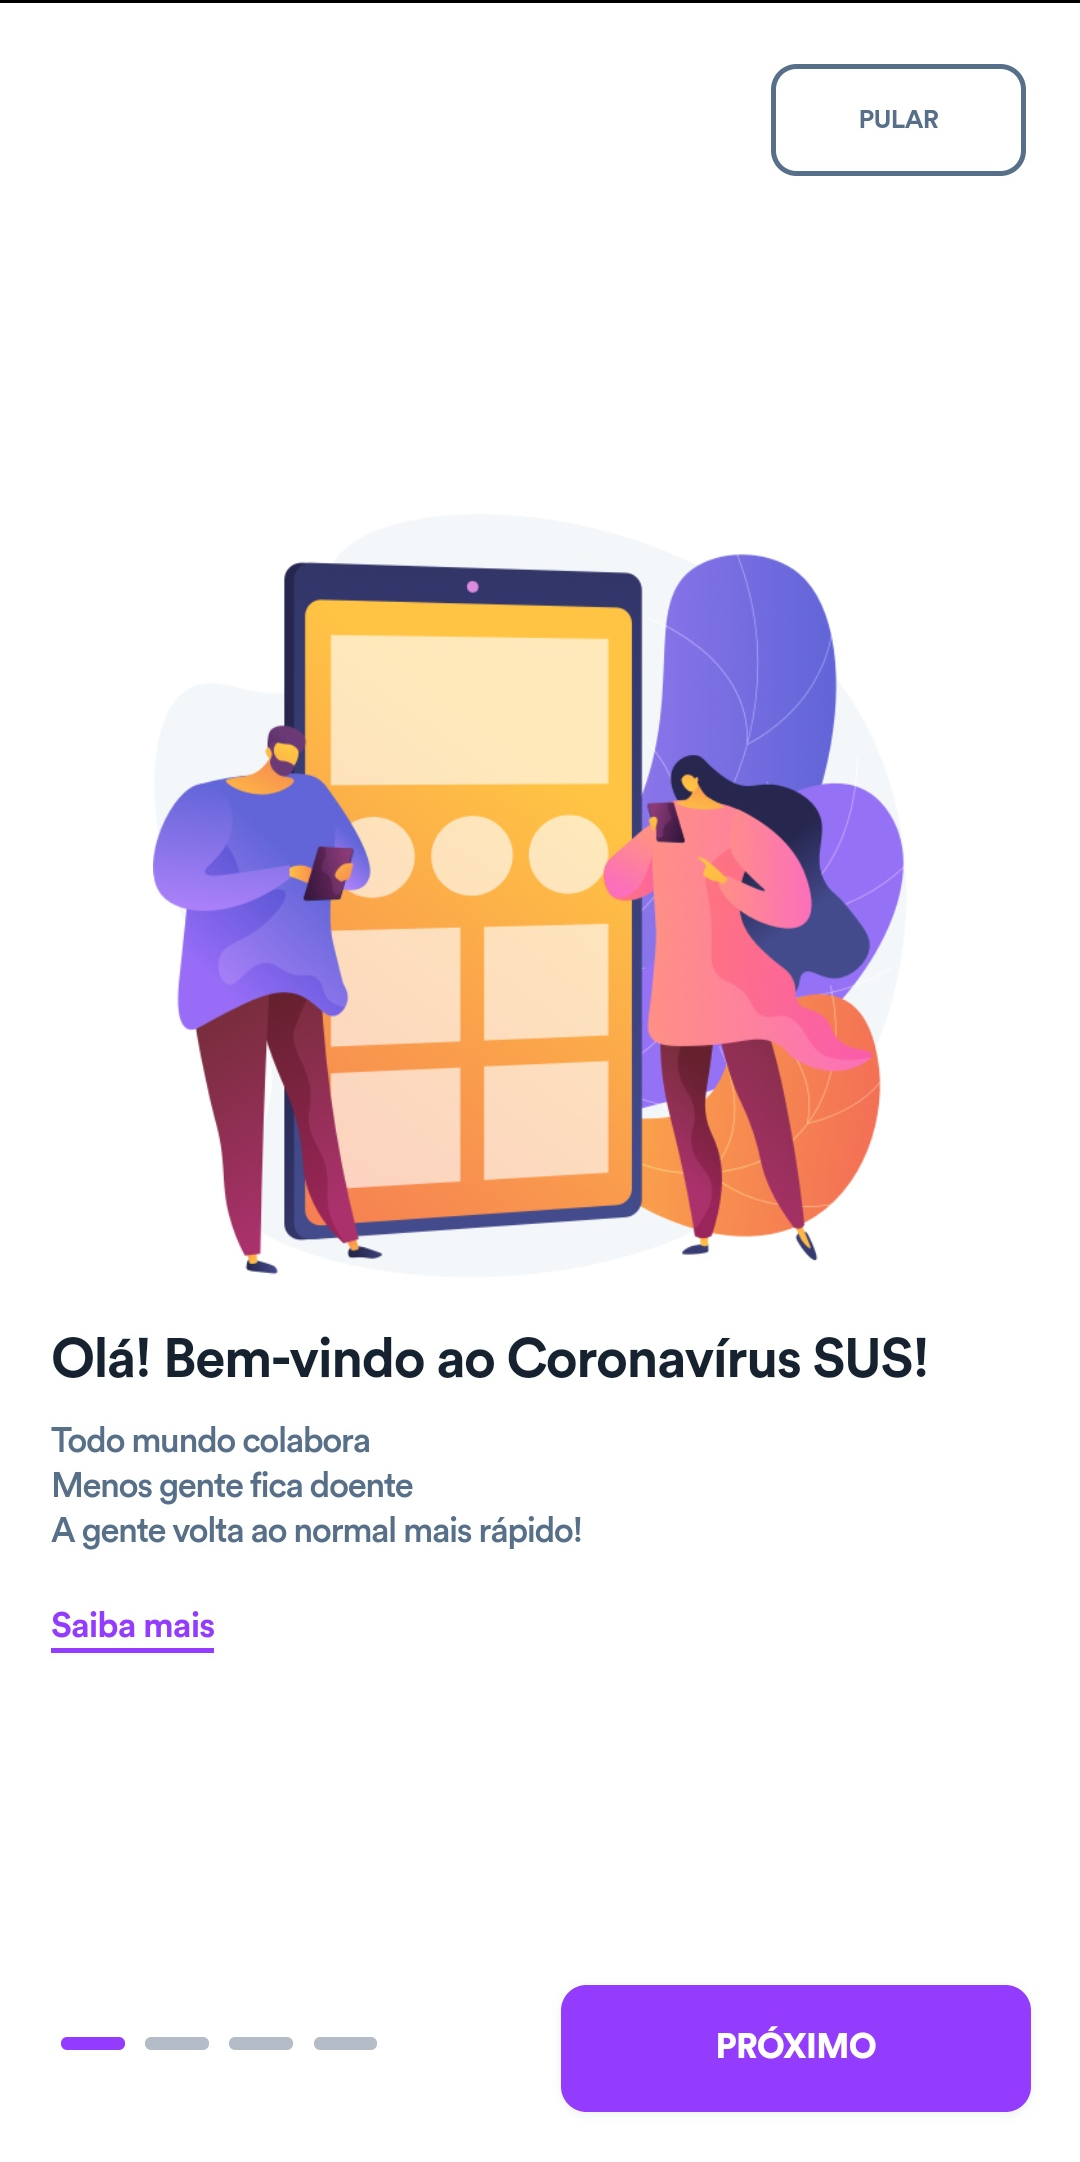 PULAR
Olá! Bem-vindo ao Coronavírus SUS!
Todo mundo colabora
Menos gente fica doente
A gente volta ao normal mais rápido!
Saiba mais
PRÓXIMO